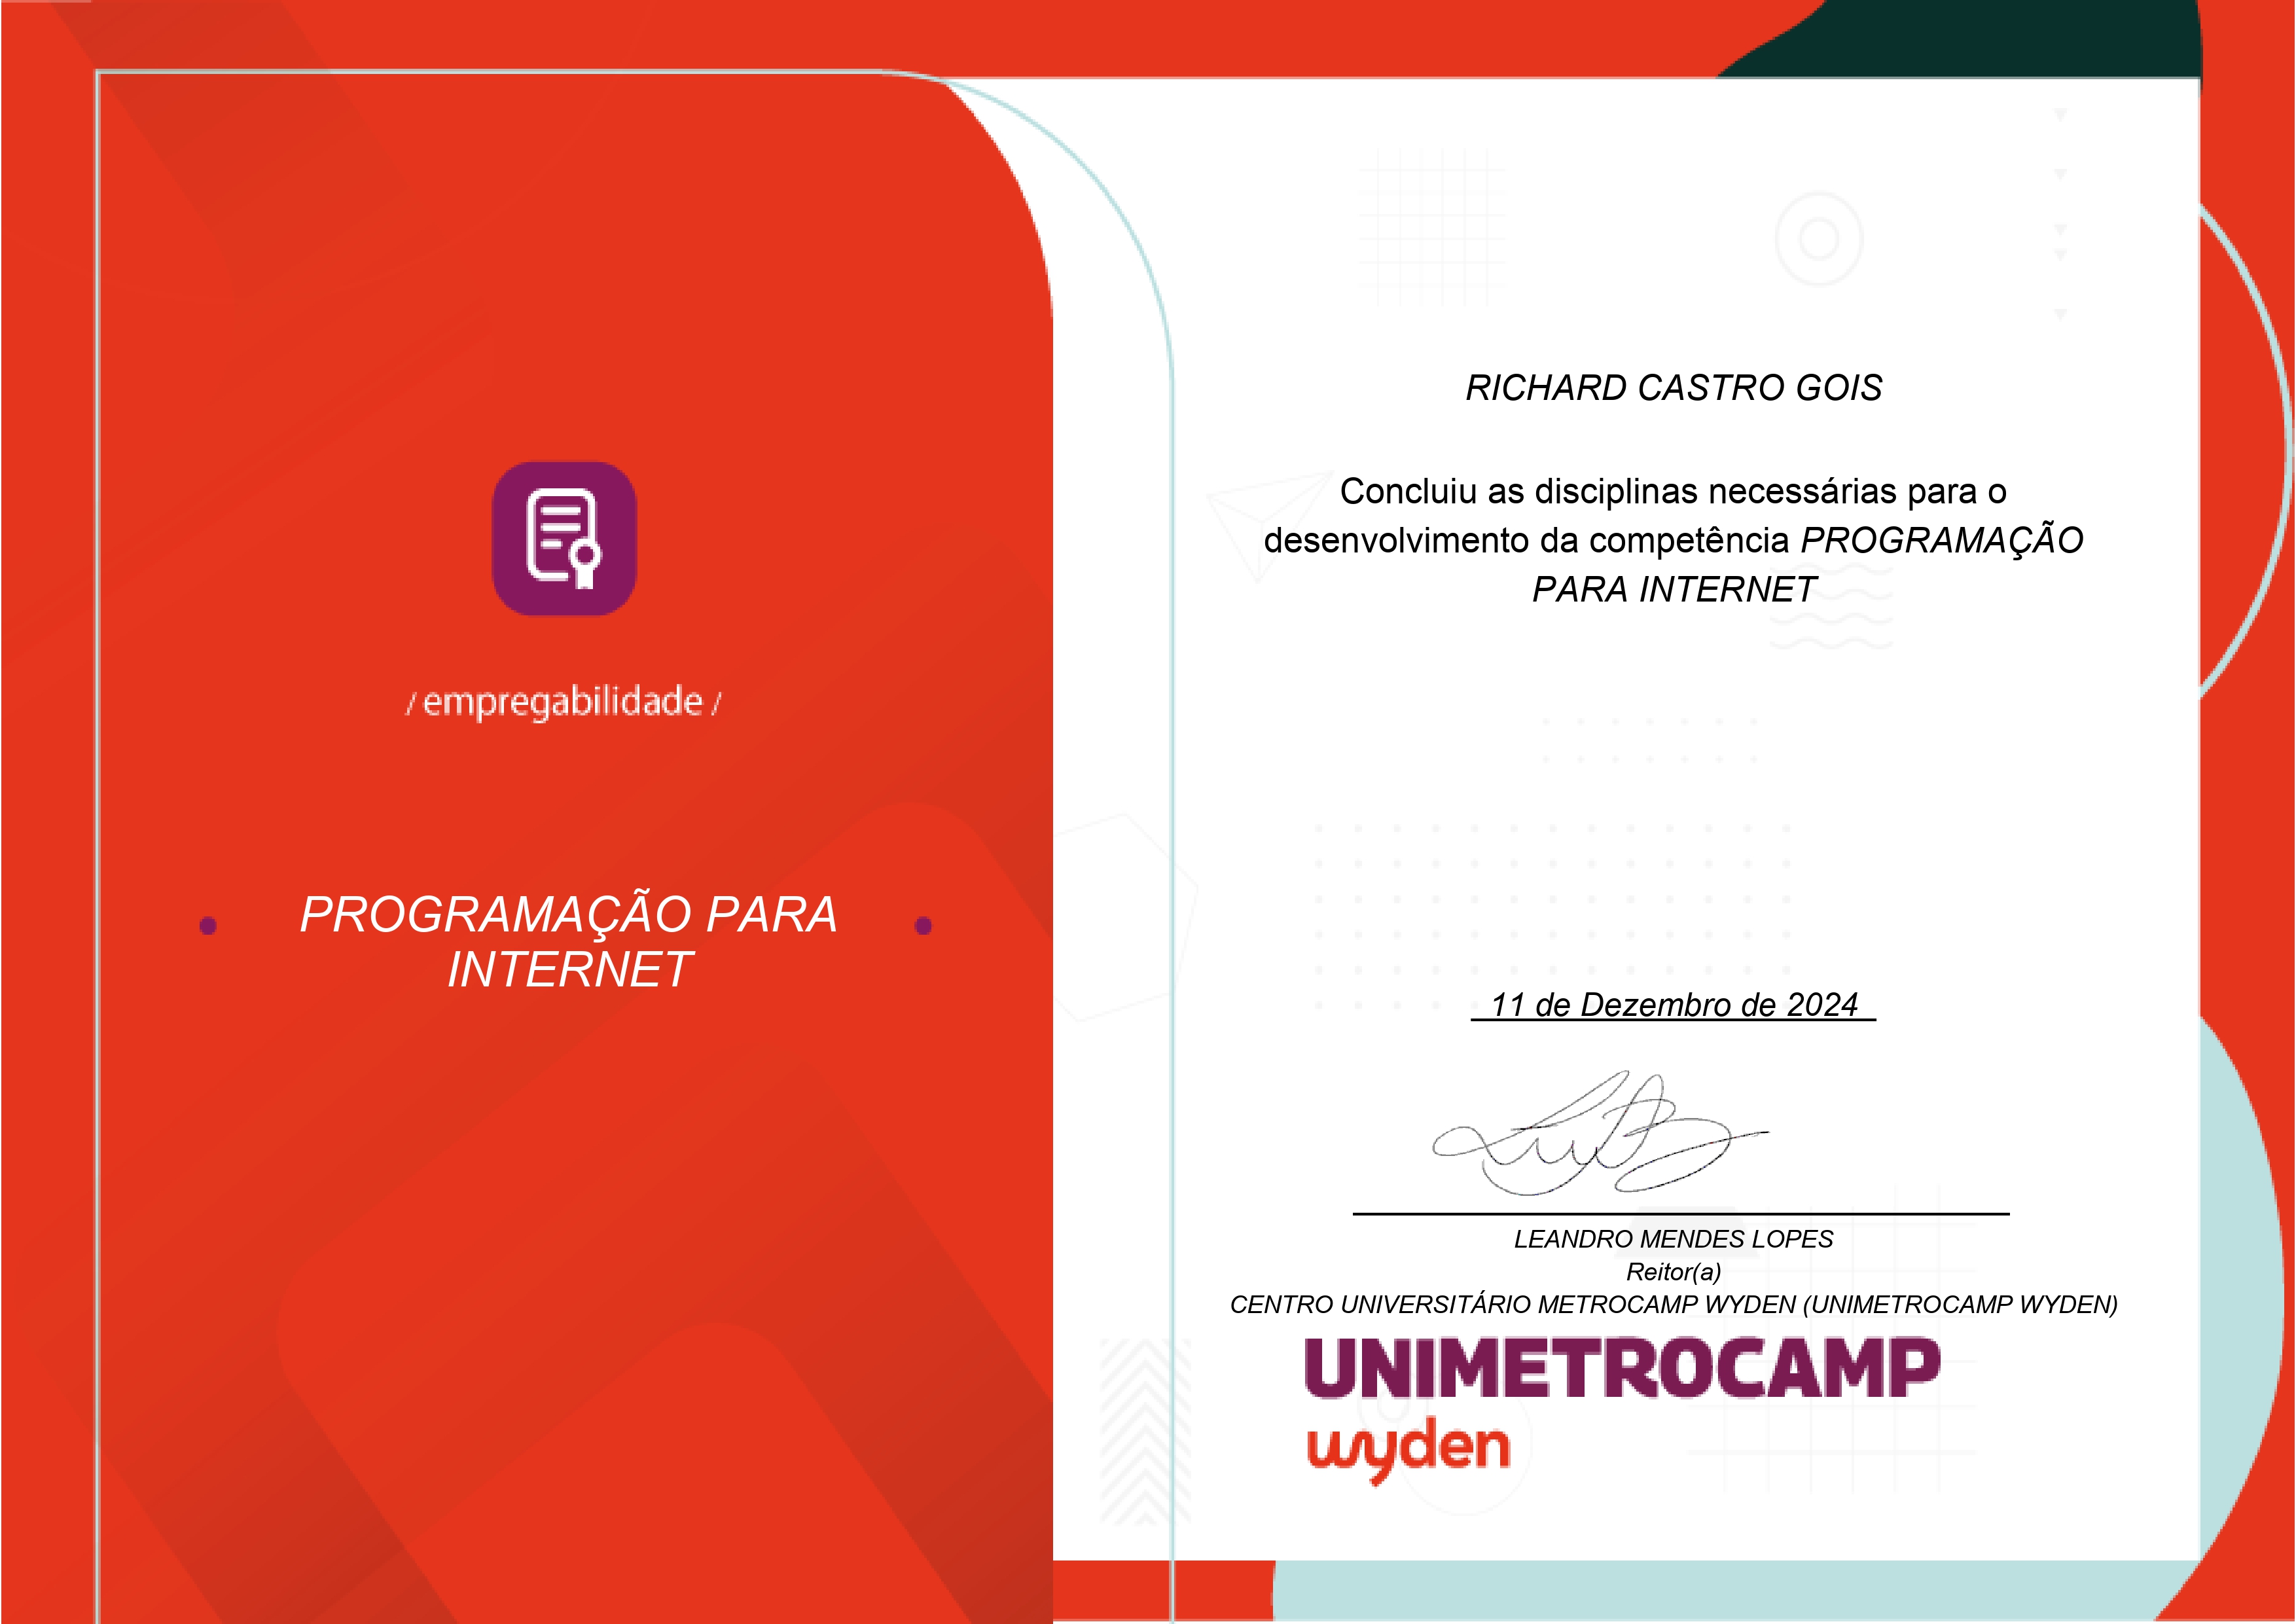 / empregabilidade /
PROGRAMAÇÃO PARA
INTERNET
RICHARD CASTRO GOIS
Concluiu as disciplinas necessárias para o
desenvolvimento da competência PROGRAMAÇÃO
PARA INTERNET
11 de Dezembro de 2024
LEANDRO MENDES LOPES
Reitor(a)
CENTRO UNIVERSITÁRIO METROCAMP WYDEN (UNIMETROCAMP WYDEN)
UNIMETROCAMP
wyden